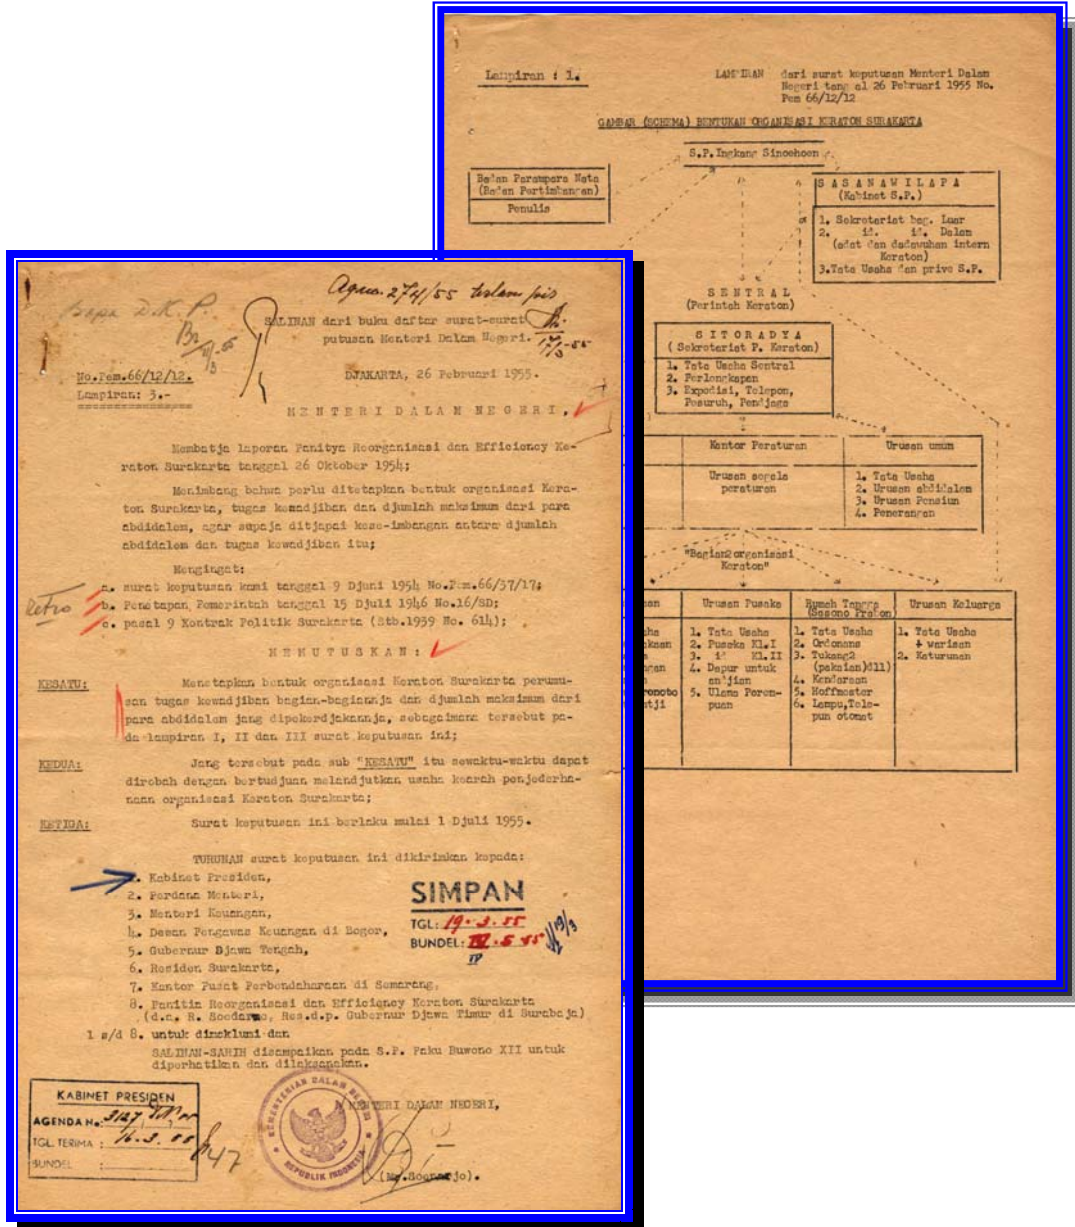 Lampiran : 1.
LAMPIRAN dari surat keputusan Menteri Dalam
Negeri tang al 26 Pebruari 1955 No.
Pem 66/12/12
GAMBAR (SCHEMA) BENTUKAN ORGANISASI KERATON SURAKARTA
S.P. Ingkang Sinoehoen
Badan Parampara Nata
(Badan Pertimbangan)
Penulis
S A S A N A W I L A P A
(Kabinet S.P.)
1. Sekretariat bag. Luar
2. id. id. Dalam
(adat dan dadawuhan intern
Keraton)
3. Tata Usaha dan prive S.P.
S E N T R A L
(Perintah Keraton)
S I T O R A D Y A
( Sekretariat P. Keraton)
1. Tata Usaha Sentral
2. Perlengkapan
3. Expedisi, Telepon,
Pesuruh, Pendjaga
Kantor Peraturan
Urusan umum
Urusan segala
peraturan
1. Tata Usaha
2. Urusan abdidalem
3. Urusan Pensiun
4. Penerangan
"Bagian2 organisasi
Keraton"
Urusan Pusaka
1. Tata Usaha
2. Pusaka Kl.I
3. id Kl.II
4. Dapur untuk
5. Ulama Perem-
puan
Rumah Tangga
(Sasono Prabon)
1. Tata Usaha
2. Ordonans
3. Tukang2
(pakaian)dll)
4. Kendaraan
5. Hoffmester
6. Lampu, Tele-
pun otomat
Urusan Keluarga
1. Tata Usaha
+ warisan
2. Katurunan
SALINAN dari buku daftar surat-surat
putusan Menteri Dalam Negeri.
No.Pem.66/12/12.
Lampiran: 3.-
DJAKARTA, 26 Pebruari 1955.
M E N T E R I D A L A M N E G E R I ,
Membatja laporan Panitya Reorganisasi dan Efficiency Ke-
raton Surakarta tanggal 26 Oktober 1954;
Menimbang bahwa perlu ditetapkan bentuk organisasi Kera-
ton Surakarta, tugas kewadjiban dan djumlah maksimum dari para
abdidalem, agar supaja ditjapai kese-imbangan antara djumlah
abdidalem dan tugas kewadjiban itu;
Mengingat:
a. surat keputusan kami tanggal 9 Djuni 1954 No.Pem.66/37/17;
b. Penetapan Pemerintah tanggal 15 Djuli 1946 No.16/SD;
c. pasal 9 Kontrak Politik Surakarta (Stb.1939 No. 614);
M E M U T U S K A N :
KESATU: Menetapkan bentuk organisasi Keraton Surakarta perumu-
san tugas kewadjiban bagian-bagiannja dan djumlah maksimum dari
para abdidalem jang dipekerdjakannja, sebagaimana tersebut pa-
da lampiran I, II dan III surat keputusan ini;
KEDUA: Jang tersebut pada sub "KESATU" itu sewaktu-waktu dapat
dirobah dengan bertudjuan melandjutkan usaha kearah penjederha-
naan organisasi Keraton Surakarta;
KETIGA: Surat keputusan ini berlaku mulai 1 Djuli 1955.
TURUNAN surat keputusan ini dikirimkan kepada:
1. Kabinet Presiden,
2. Perdana Menteri,
3. Menteri Keuangan,
4. Dewan Pengawas Keuangan di Bogor,
5. Gubernur Djawa Tengah,
6. Residen Surakarta,
7. Kantor Pusat Perbendaharaan di Semarang,
8. Panitia Reorganisasi dan Efficiency Keraton Surakarta
(d.a. R. Soedarmo, Res.d.p. Gubernur Djawa Timur di Surabaja)
1 s/d 8. untuk dimaklumi dan
SALINAN-SAHIH disampaikan pada S.P. Paku Buwono XII untuk
diperhatikan dan dilaksanakan.
SIMPAN
TGL: 19-3.55
BUNDEL:
KABINET PRESIDEN
AGENDA No: 3127
TGL. TERIMA : 16.3.55
BUNDEL :
KEMENTERIAN DALAM NEGERI
REPUBLIK INDONESIA
MENTERI DALAM NEGERI,
(Mr.Soenarjo).